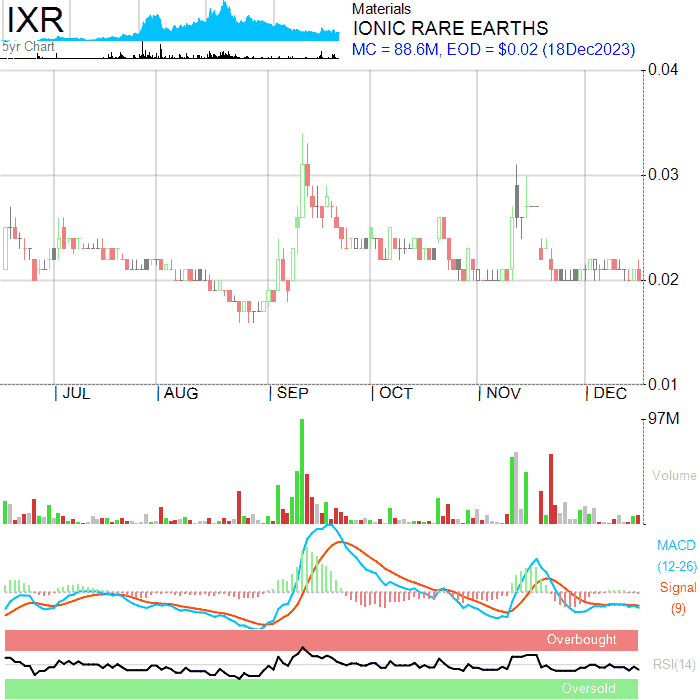 IXR
5yr Chart
Materials
IONIC RARE EARTHS
MC = 88.6M, EOD = $0.02 (18Dec2023)
0.04
0.03
0.02
0.01
JUL AUG SEP OCT NOV DEC
97M
Volume
MACD
(12-26)
Signal
(9)
Overbought
RSI(14)
Oversold